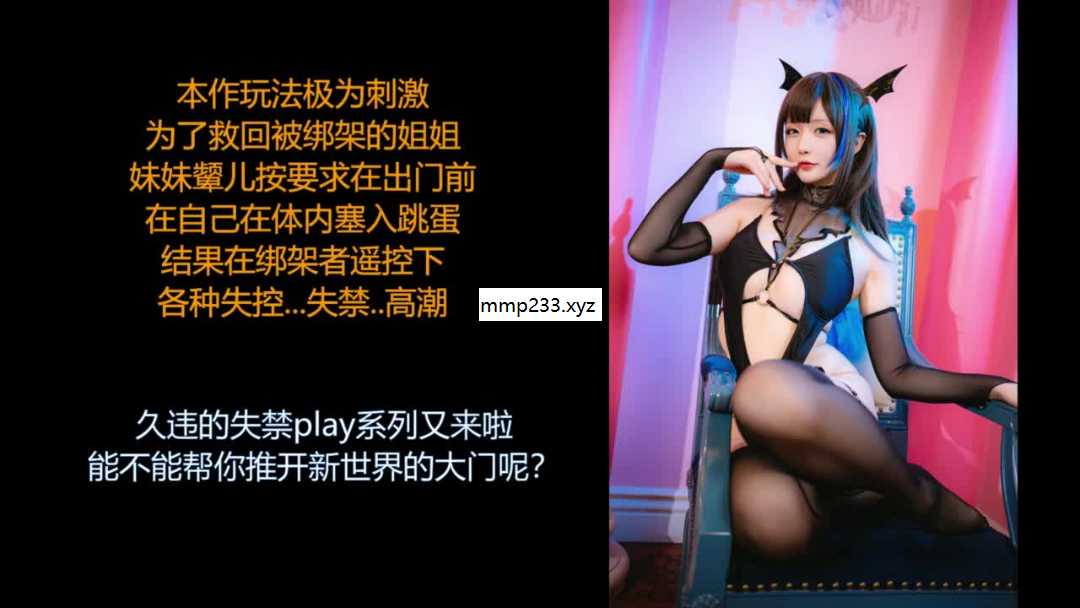 本作玩法极为刺激
为了救回被绑架的姐姐
妹妹颦儿按要求在出门前
在自己在体内塞入跳蛋
结果在绑架者遥控下
各种失控...失禁..高潮
mmp233.xyz
久违的失禁play系列又来啦
能不能帮你推开新世界的大门呢?